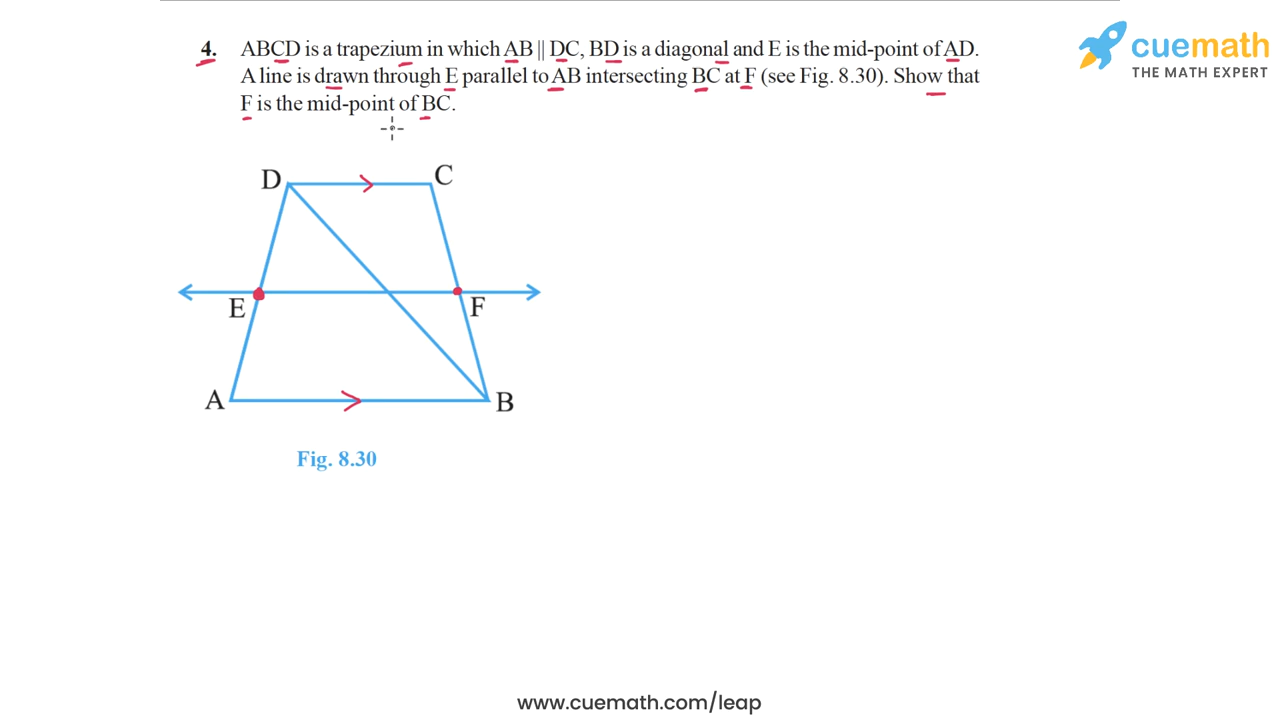 cuemath
THE MATH EXPERT
4. ABCD is a trapezium in which AB || DC, BD is a diagonal and E is the mid-point of AD.
A line is drawn through E parallel to AB intersecting BC at F (see Fig. 8.30). Show that
F is the mid-point of BC.
D
C
E
F
A
B
Fig. 8.30
www.cuemath.com/leap